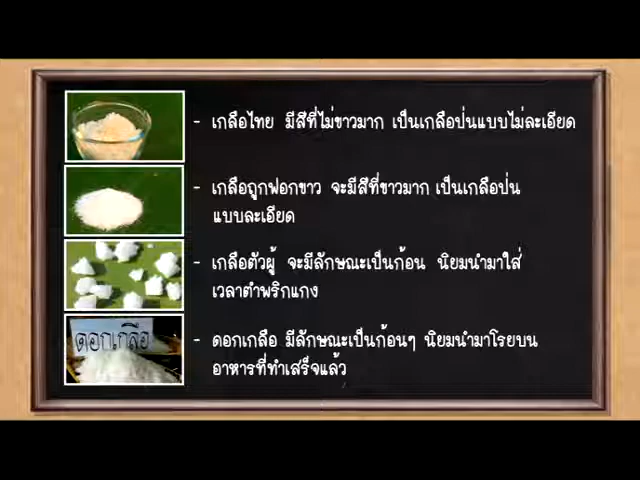 - เกลือไทย มีสีที่ไม่ขาวมาก เป็นเกลือป่นแบบไม่ละเอียด
- เกลือถูกฟอกขาว จะมีสีที่ขาวมาก เป็นเกลือป่น
แบบละเอียด
- เกลือตัวผู้ จะมีลักษณะเป็นก้อน นิยมนำมาใส่
เวลาตำพริกแกง
ดอกเกลือ
- ดอกเกลือ มีลักษณะเป็นก้อนๆ นิยมนำมาโรยบน
อาหารที่ทำเสร็จแล้ว